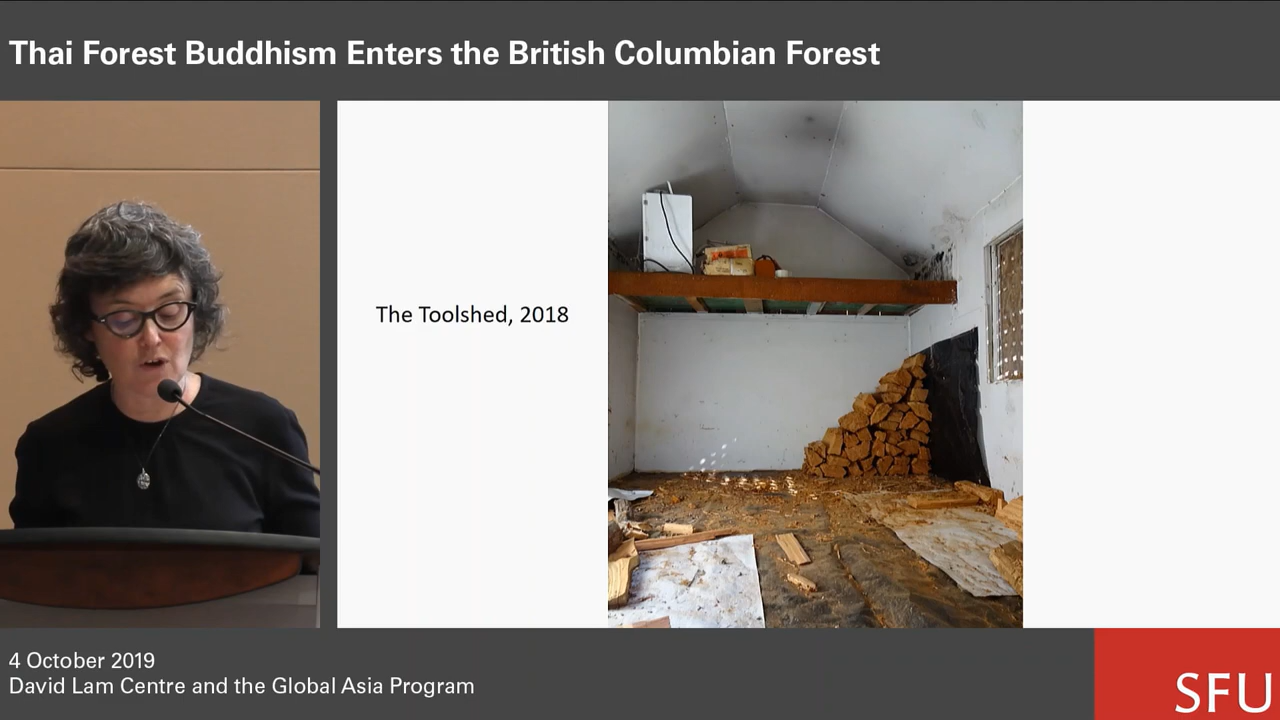 Thai Forest Buddhism Enters the British Columbian Forest
The Toolshed, 2018
4 October 2019
David Lam Centre and the Global Asia Program
SFU